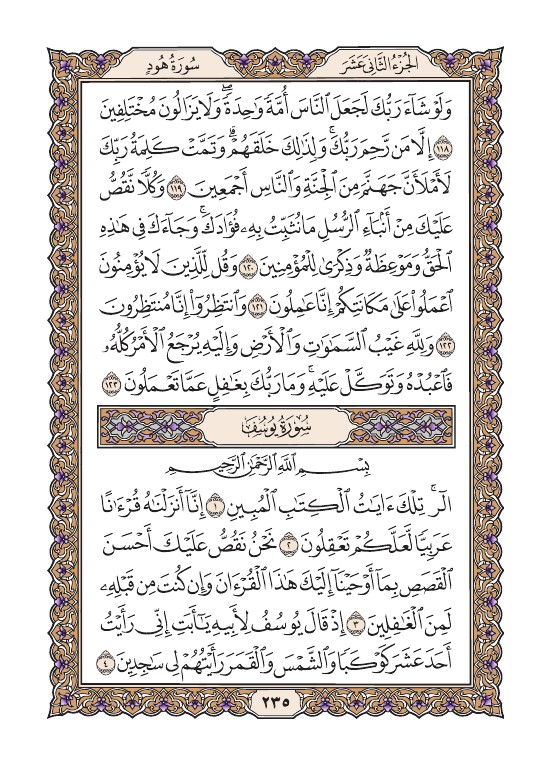 الجُزْءُ الثَّانِي عَشَرَ
سُورَةُ هُودٍ
وَلَوْ شَآءَ رَبُّكَ لَجَعَلَ ٱلنَّاسَ أُمَّةً وَٰحِدَةً ۖ وَلَا يَزَالُونَ مُخْتَلِفِينَ
١١٨ إِلَّا مَن رَّحِمَ رَبُّكَ ۚ وَلِذَٰلِكَ خَلَقَهُمْ ۗ وَتَمَّتْ كَلِمَةُ رَبِّكَ
لَأَمْلَأَنَّ جَهَنَّمَ مِنَ ٱلْجِنَّةِ وَٱلنَّاسِ أَجْمَعِينَ ١١٩ وَكُلًّا نَّقُصُّ
عَلَيْكَ مِنْ أَنۢبَآءِ ٱلرُّسُلِ مَا نُثَبِّتُ بِهِۦ فُؤَادَكَ ۚ وَجَآءَكَ فِى هَٰذِهِ
ٱلْحَقُّ وَمَوْعِظَةٌ وَذِكْرَىٰ لِلْمُؤْمِنِينَ ١٢٠ وَقُل لِّلَّذِينَ لَا يُؤْمِنُونَ
ٱعْمَلُوا۟ عَلَىٰ مَكَانَتِكُمْ إِنَّا عَٰمِلُونَ ١٢١ وَٱنتَظِرُوٓا۟ إِنَّا مُنتَظِرُونَ
١٢٢ وَلِلَّهِ غَيْبُ ٱلسَّمَٰوَٰتِ وَٱلْأَرْضِ وَإِلَيْهِ يُرْجَعُ ٱلْأَمْرُ كُلُّهُۥ
فَٱعْبُدْهُ وَتَوَكَّلْ عَلَيْهِ ۚ وَمَا رَبُّكَ بِغَٰفِلٍ عَمَّا تَعْمَلُونَ ١٢٣
سُورَةُ يُوسُفَ
بِسْمِ ٱللَّهِ ٱلرَّحْمَٰنِ ٱلرَّحِيمِ
الٓر ۚ تِلْكَ ءَايَٰتُ ٱلْكِتَٰبِ ٱلْمُبِينِ ١ إِنَّآ أَنزَلْنَٰهُ قُرْءَٰنًا
عَرَبِيًّا لَّعَلَّكُمْ تَعْقِلُونَ ٢ نَحْنُ نَقُصُّ عَلَيْكَ أَحْسَنَ
ٱلْقَصَصِ بِمَآ أَوْحَيْنَآ إِلَيْكَ هَٰذَا ٱلْقُرْءَانَ وَإِن كُنتَ مِن قَبْلِهِۦ
لَمِنَ ٱلْغَٰفِلِينَ ٣ إِذْ قَالَ يُوسُفُ لِأَبِيهِ يَٰٓأَبَتِ إِنِّى رَأَيْتُ
أَحَدَ عَشَرَ كَوْكَبًا وَٱلشَّمْسَ وَٱلْقَمَرَ رَأَيْتُهُمْ لِى سَٰجِدِينَ ٤
٢٣٥